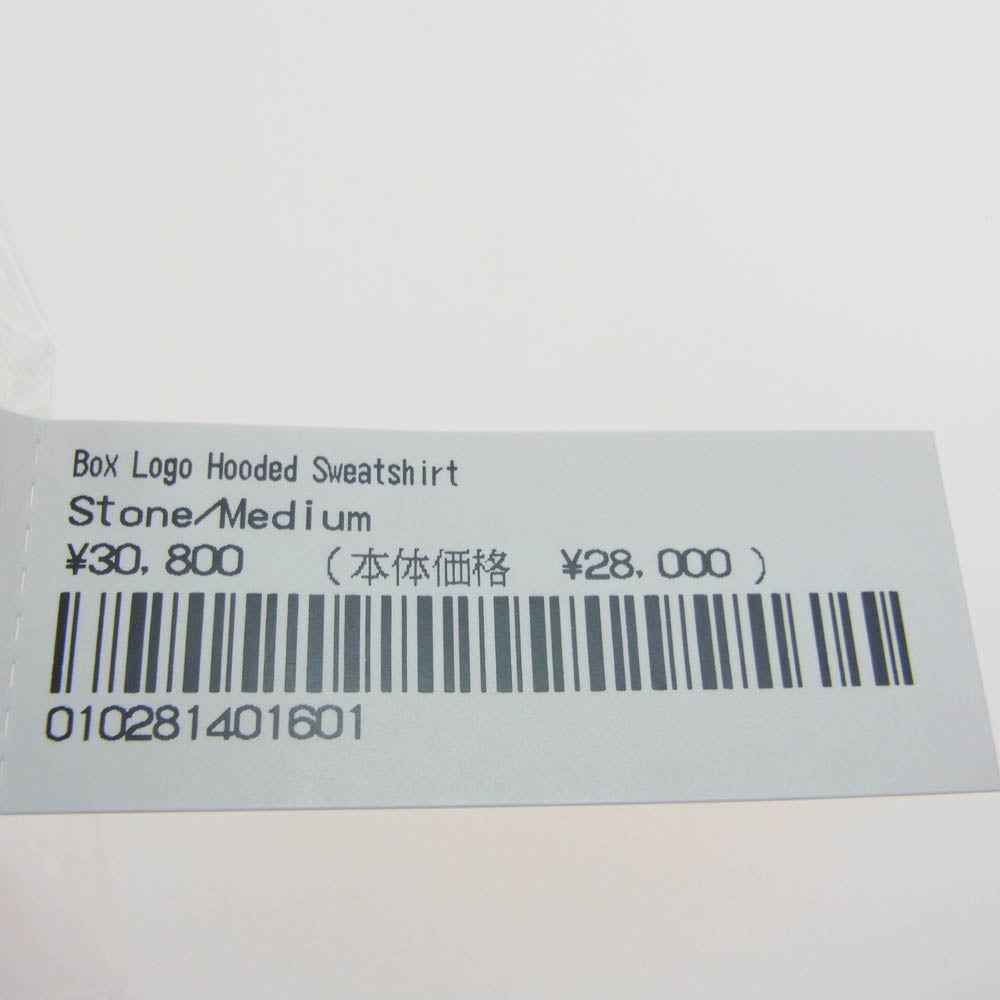 Box Logo Hooded Sweatshirt
Stone/Medium
¥30,800 (本体価格 ¥28,000)
010281401601